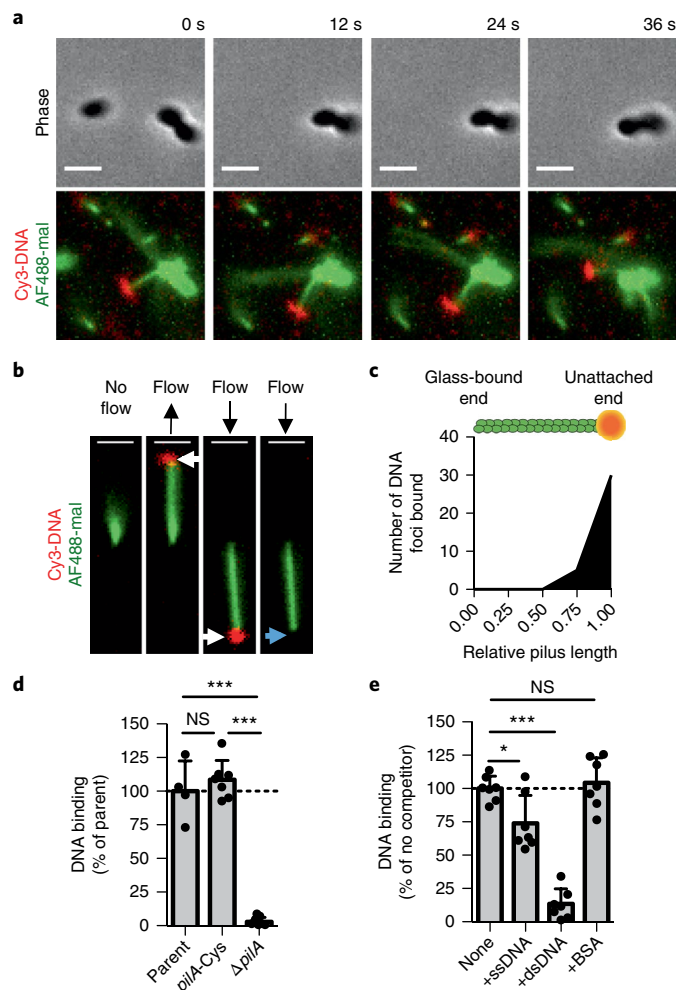 a
0 s
12 s
24 s
36 s
Phase
Cy3-DNA
AF488-mal
b
No
flow
Flow
Flow
Flow
Cy3-DNA
AF488-mal
c
Glass-bound
end
Unattached
end
Number of DNA
foci bound
40
30
20
10
0
0.00
0.25
0.50
0.75
1.00
Relative pilus length
d
***
NS
***
DNA binding
(% of parent)
150
125
100
75
50
25
0
Parent
pilA-Cys
ΔpilA
e
NS
***
*
DNA binding
(% of no competitor)
150
125
100
75
50
25
0
None
+ssDNA
+dsDNA
+BSA